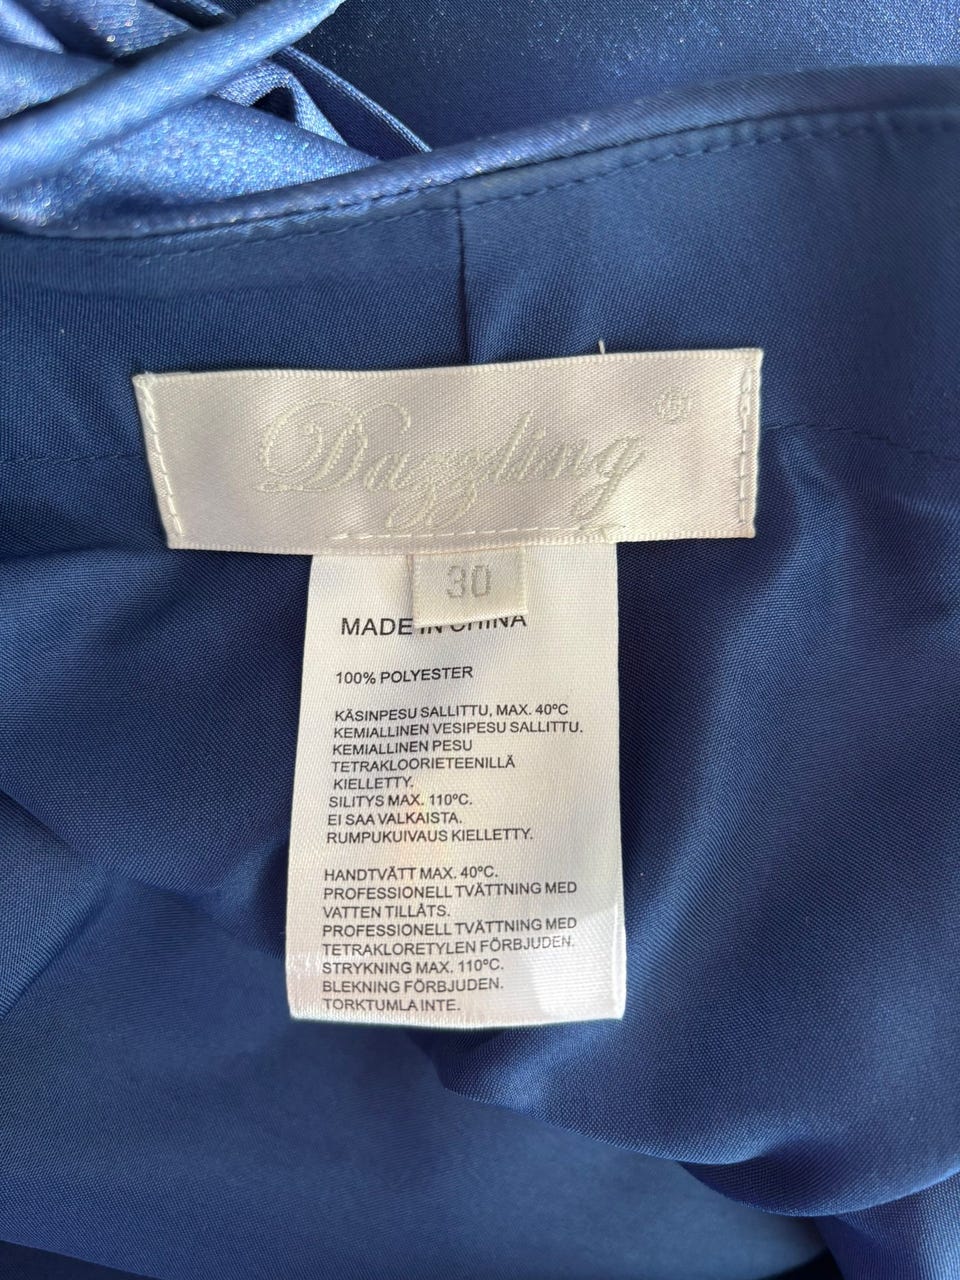 Dazzling®
30
MADE IN CHINA
100% POLYESTER
KÄSINPESU SALLITTU, MAX. 40ºC
KEMIALLINEN VESIPESU SALLITTU.
KEMIALLINEN PESU
TETRAKLOORIETEENILLÄ
KIELLETTY.
SILITYS MAX. 110ºC.
EI SAA VALKAISTA.
RUMPUKUIVAUS KIELLETTY.
HANDTVÄTT MAX. 40ºC.
PROFESSIONELL TVÄTTNING MED
VATTEN TILLÅTS.
PROFESSIONELL TVÄTTNING MED
TETRAKLORETYLEN FÖRBJUDEN.
STRYKNING MAX. 110ºC.
BLEKNING FÖRBJUDEN.
TORKTUMLA INTE.